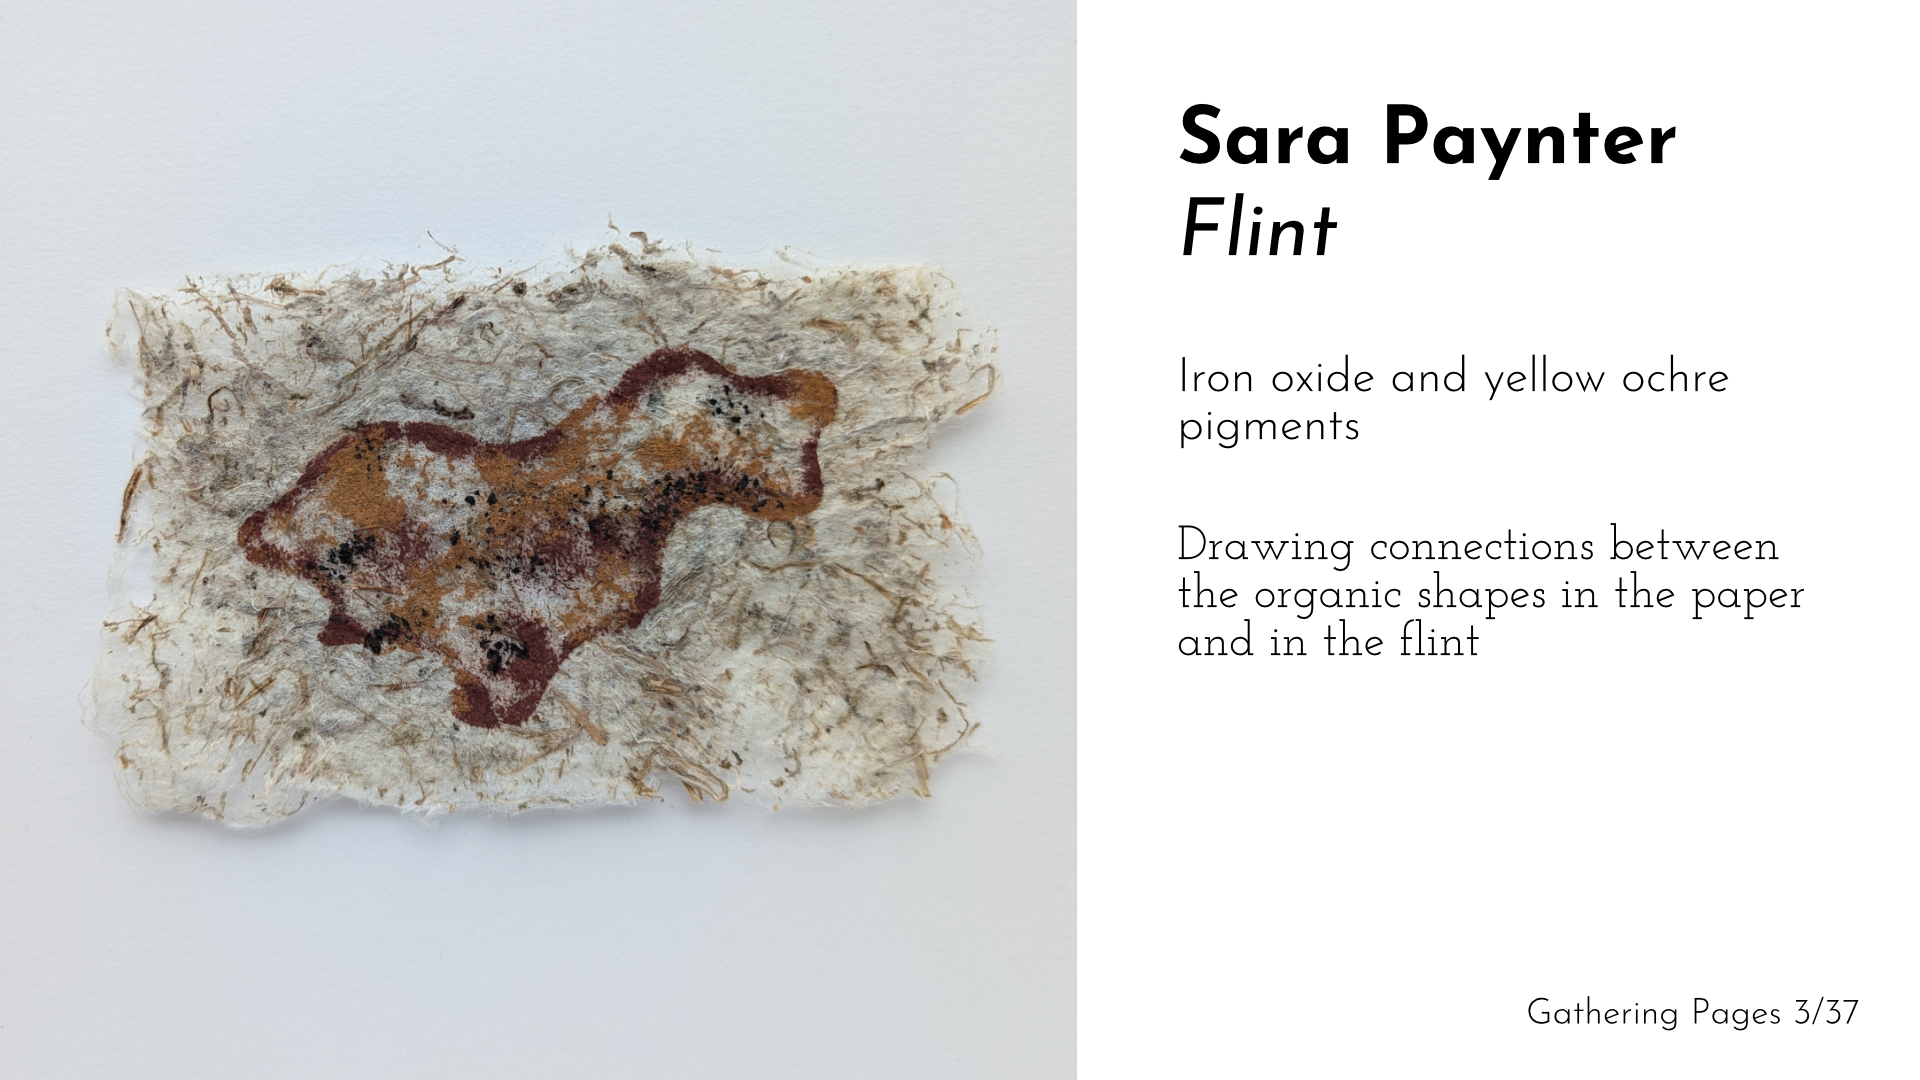 Sara Paynter
Flint
Iron oxide and yellow ochre
pigments
Drawing connections between
the organic shapes in the paper
and in the flint
Gathering Pages 3/37